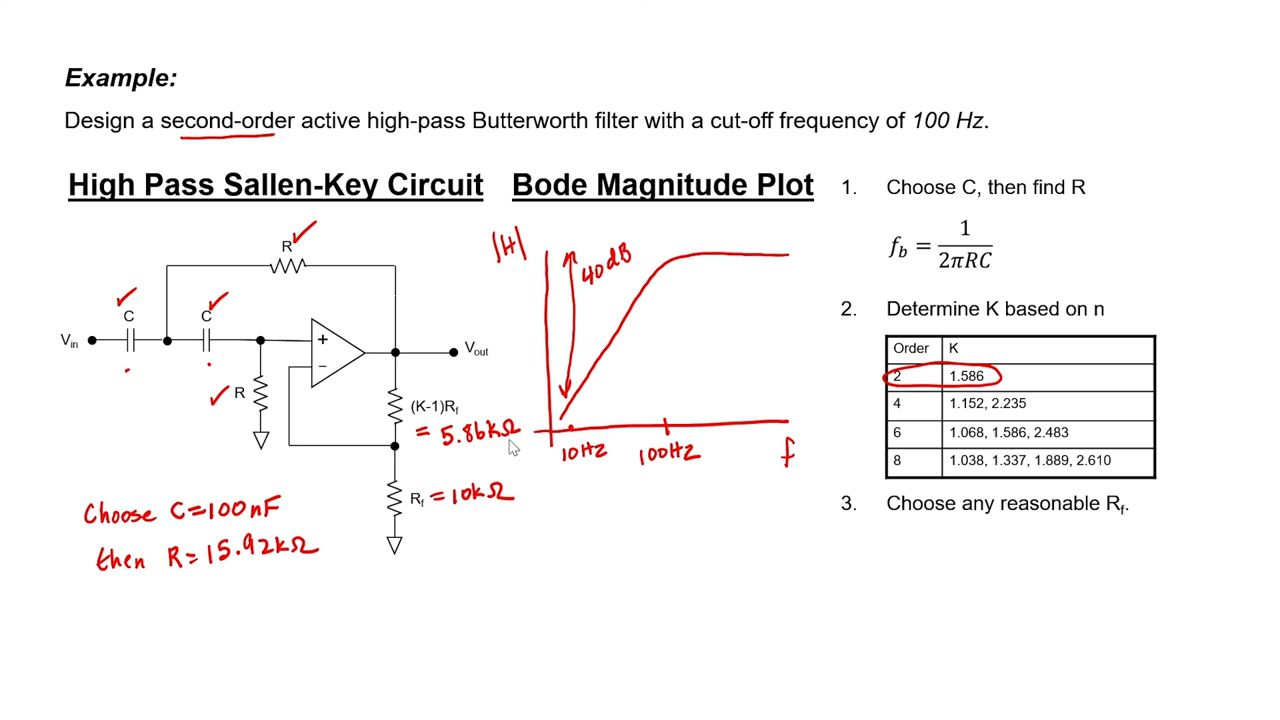 Example:
Design a second-order active high-pass Butterworth filter with a cut-off frequency of 100 Hz.
High Pass Sallen-Key Circuit
R
C
C
Vin
+
−
Vout
R
(K-1)Rf
= 5.86kΩ
Rf = 10kΩ
Choose C=100nF
then R=15.92kΩ
Bode Magnitude Plot
|H|
40dB
10Hz
100Hz
f
1. Choose C, then find R
fb = 1 / 2πRC
2. Determine K based on n
Order K
2 1.586
4 1.152, 2.235
6 1.068, 1.586, 2.483
8 1.038, 1.337, 1.889, 2.610
3. Choose any reasonable Rf.